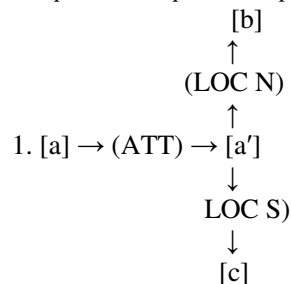 [b]
↑
(LOC N)
↑
1. [a] → (ATT) → [a′]
↓
LOC S)
↓
[c]